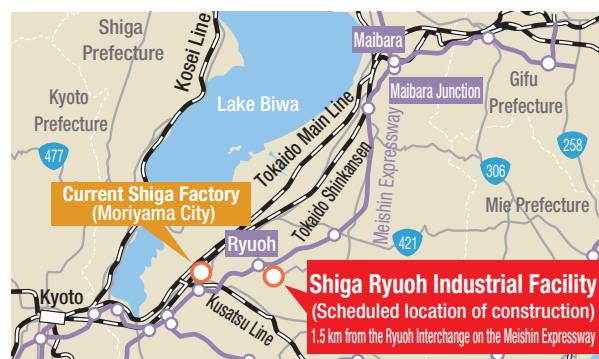 Shiga
Prefecture
Kosei Line
Maibara
Kyoto
Prefecture
Lake Biwa
Maibara Junction
Gifu
Prefecture
477
Tokaido Main Line
258
306
Current Shiga Factory
(Moriyama City)
Tokaido Shinkansen
Meishin Expressway
Mie Prefecture
Ryuoh
421
Shiga Ryuoh Industrial Facility
(Scheduled location of construction)
1.5 km from the Ryuoh Interchange on the Meishin Expressway
Kyoto
Kusatsu Line